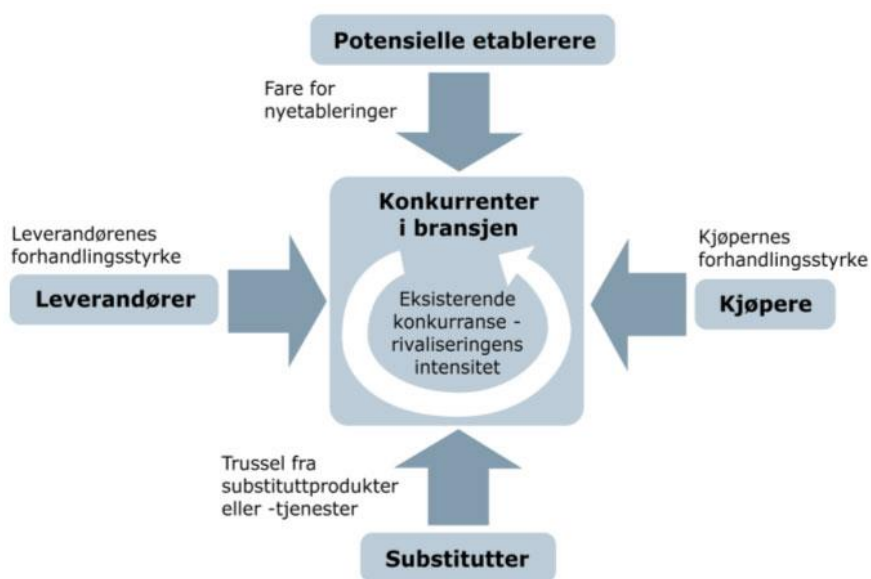 Potensielle etablerere
Fare for
nyetableringer
Konkurrenter
i bransjen
Leverandørenes
forhandlingsstyrke
Leverandører
Eksisterende
konkurranse -
rivaliseringens
intensitet
Kjøpernes
forhandlingsstyrke
Kjøpere
Trussel fra
substituttprodukter
eller -tjenester
Substitutter